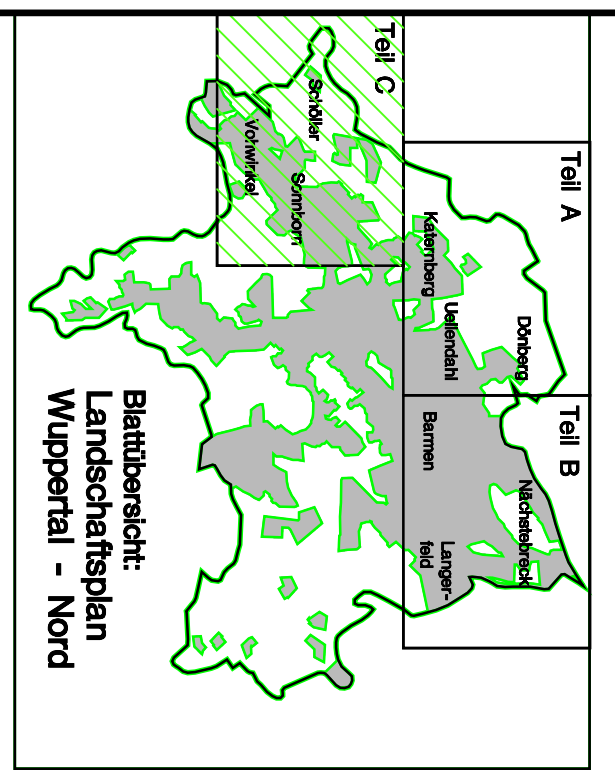 Teil C
Schöller
Vohwinkel
Sonnborn
Teil A
Katernberg
Uellendahl
Dönberg
Teil B
Barmen
Nächstebreck
Langer-
feld
Blattübersicht:
Landschaftsplan
Wuppertal - Nord